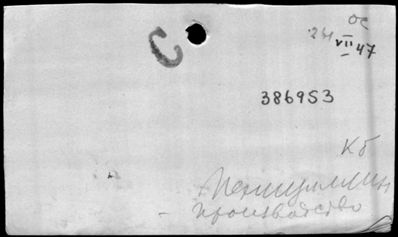 ос
24
VII
47
С
386953
Кб
Пенициллин
производство